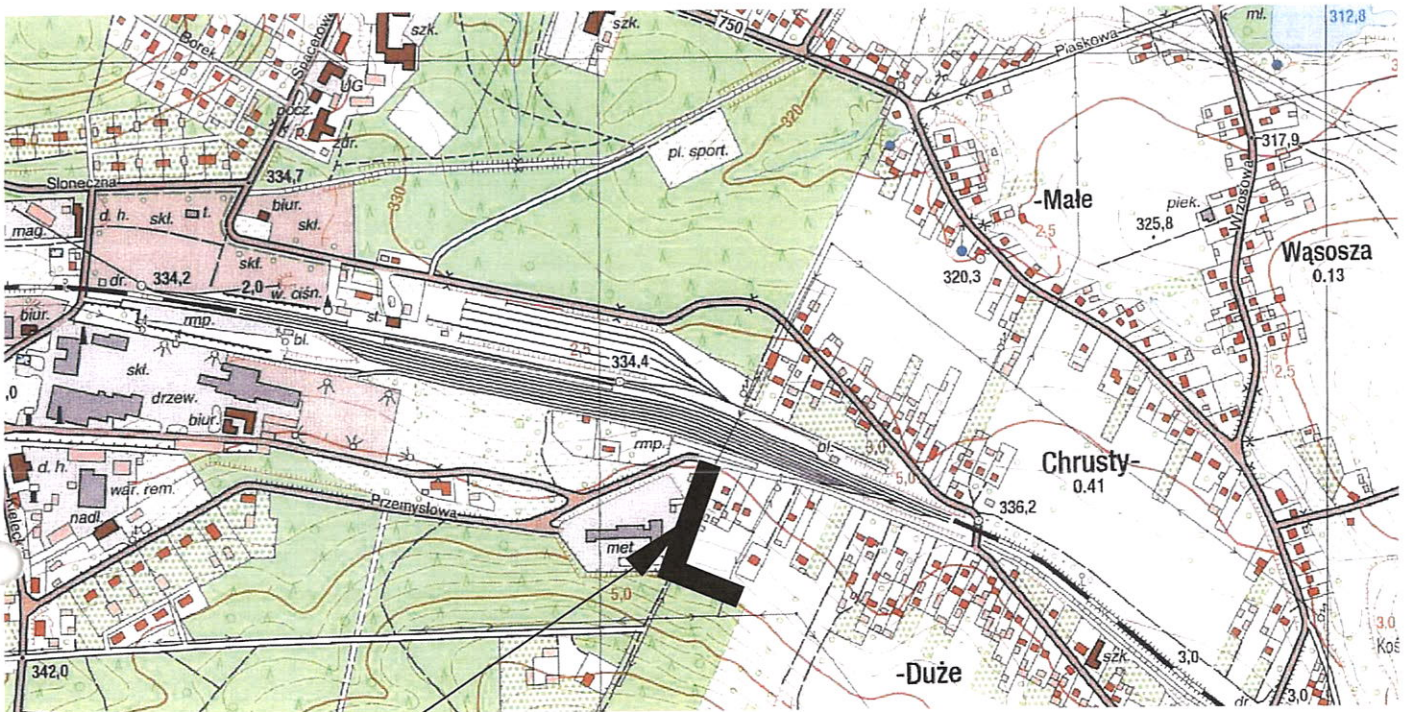 szk.
szk.
750
mł.
312,8
Borek
Spacerowa
Piaskowa
UG
pocz.
p.
zdr.
320
pl. sport.
317,9
334,7
Słoneczna
330
-Małe
piek.
Wrzosowa
d. h.
skł.
t.
biur.
skł.
2,5
325,8
mag.
Wąsosza
0.13
skł.
320,3
dr.
334,2
2,0
w. ciśn.
st.
biur.
rmp.
bl.
2,5
334,4
2,5
skł.
drzew.
,0
biur.
rmp.
bl.
3,0
5,0
Chrusty-
0.41
d. h.
war. rem.
336,2
nadl.
Przemysłowa
met
5,0
3.0
szk.
3,0
342,0
-Duże
dr.
3,0